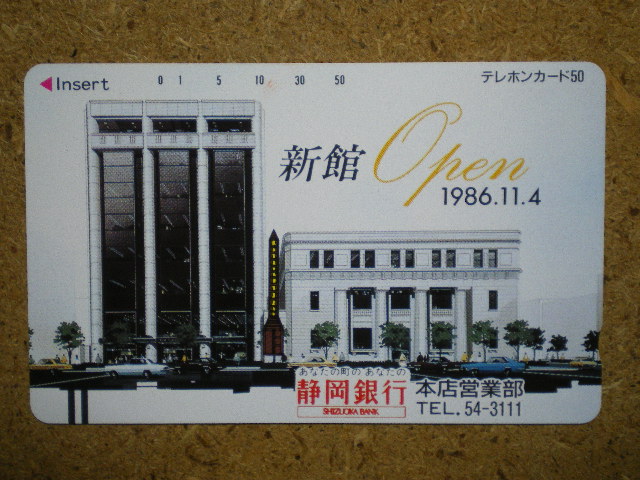 Insert
0 1 5 10 30 50
テレホンカード50
新館 Open
1986.11.4
あなたの町の あなたの
静岡銀行
SHIZUOKA BANK
本店営業部
TEL. 54-3111